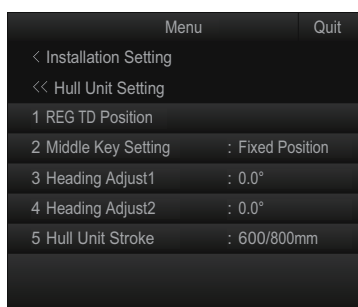 Menu Quit
< Installation Setting
<< Hull Unit Setting
1 REG TD Position
2 Middle Key Setting : Fixed Position
3 Heading Adjust1 : 0.0°
4 Heading Adjust2 : 0.0°
5 Hull Unit Stroke : 600/800mm